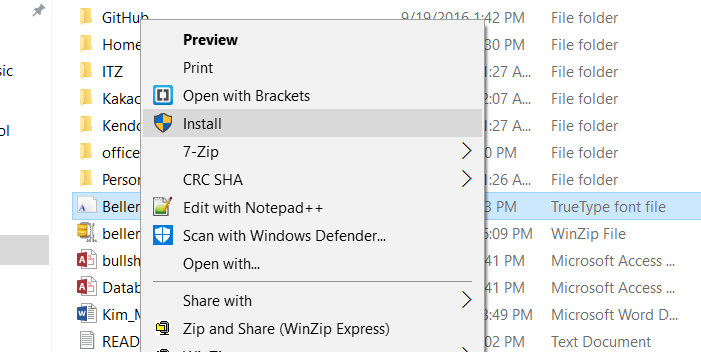 GitHub 9/19/2016 1:42 PM File folder
Home :30 PM File folder
ITZ 1:27 A... File folder
Kakac 2:07 A... File folder
Kendo 1:27 A... File folder
office 0 PM File folder
Person 1:26 A... File folder
Beller 3 PM TrueType font file
beller 5:09 PM WinZip File
bullsh :41 PM Microsoft Access ...
Datab :41 PM Microsoft Access ...
Kim_M 3:49 PM Microsoft Word D...
READ :02 PM Text Document
sic
ol
Preview
Print
Open with Brackets
Install
7-Zip
CRC SHA
Edit with Notepad++
Scan with Windows Defender...
Open with...
Share with
Zip and Share (WinZip Express)